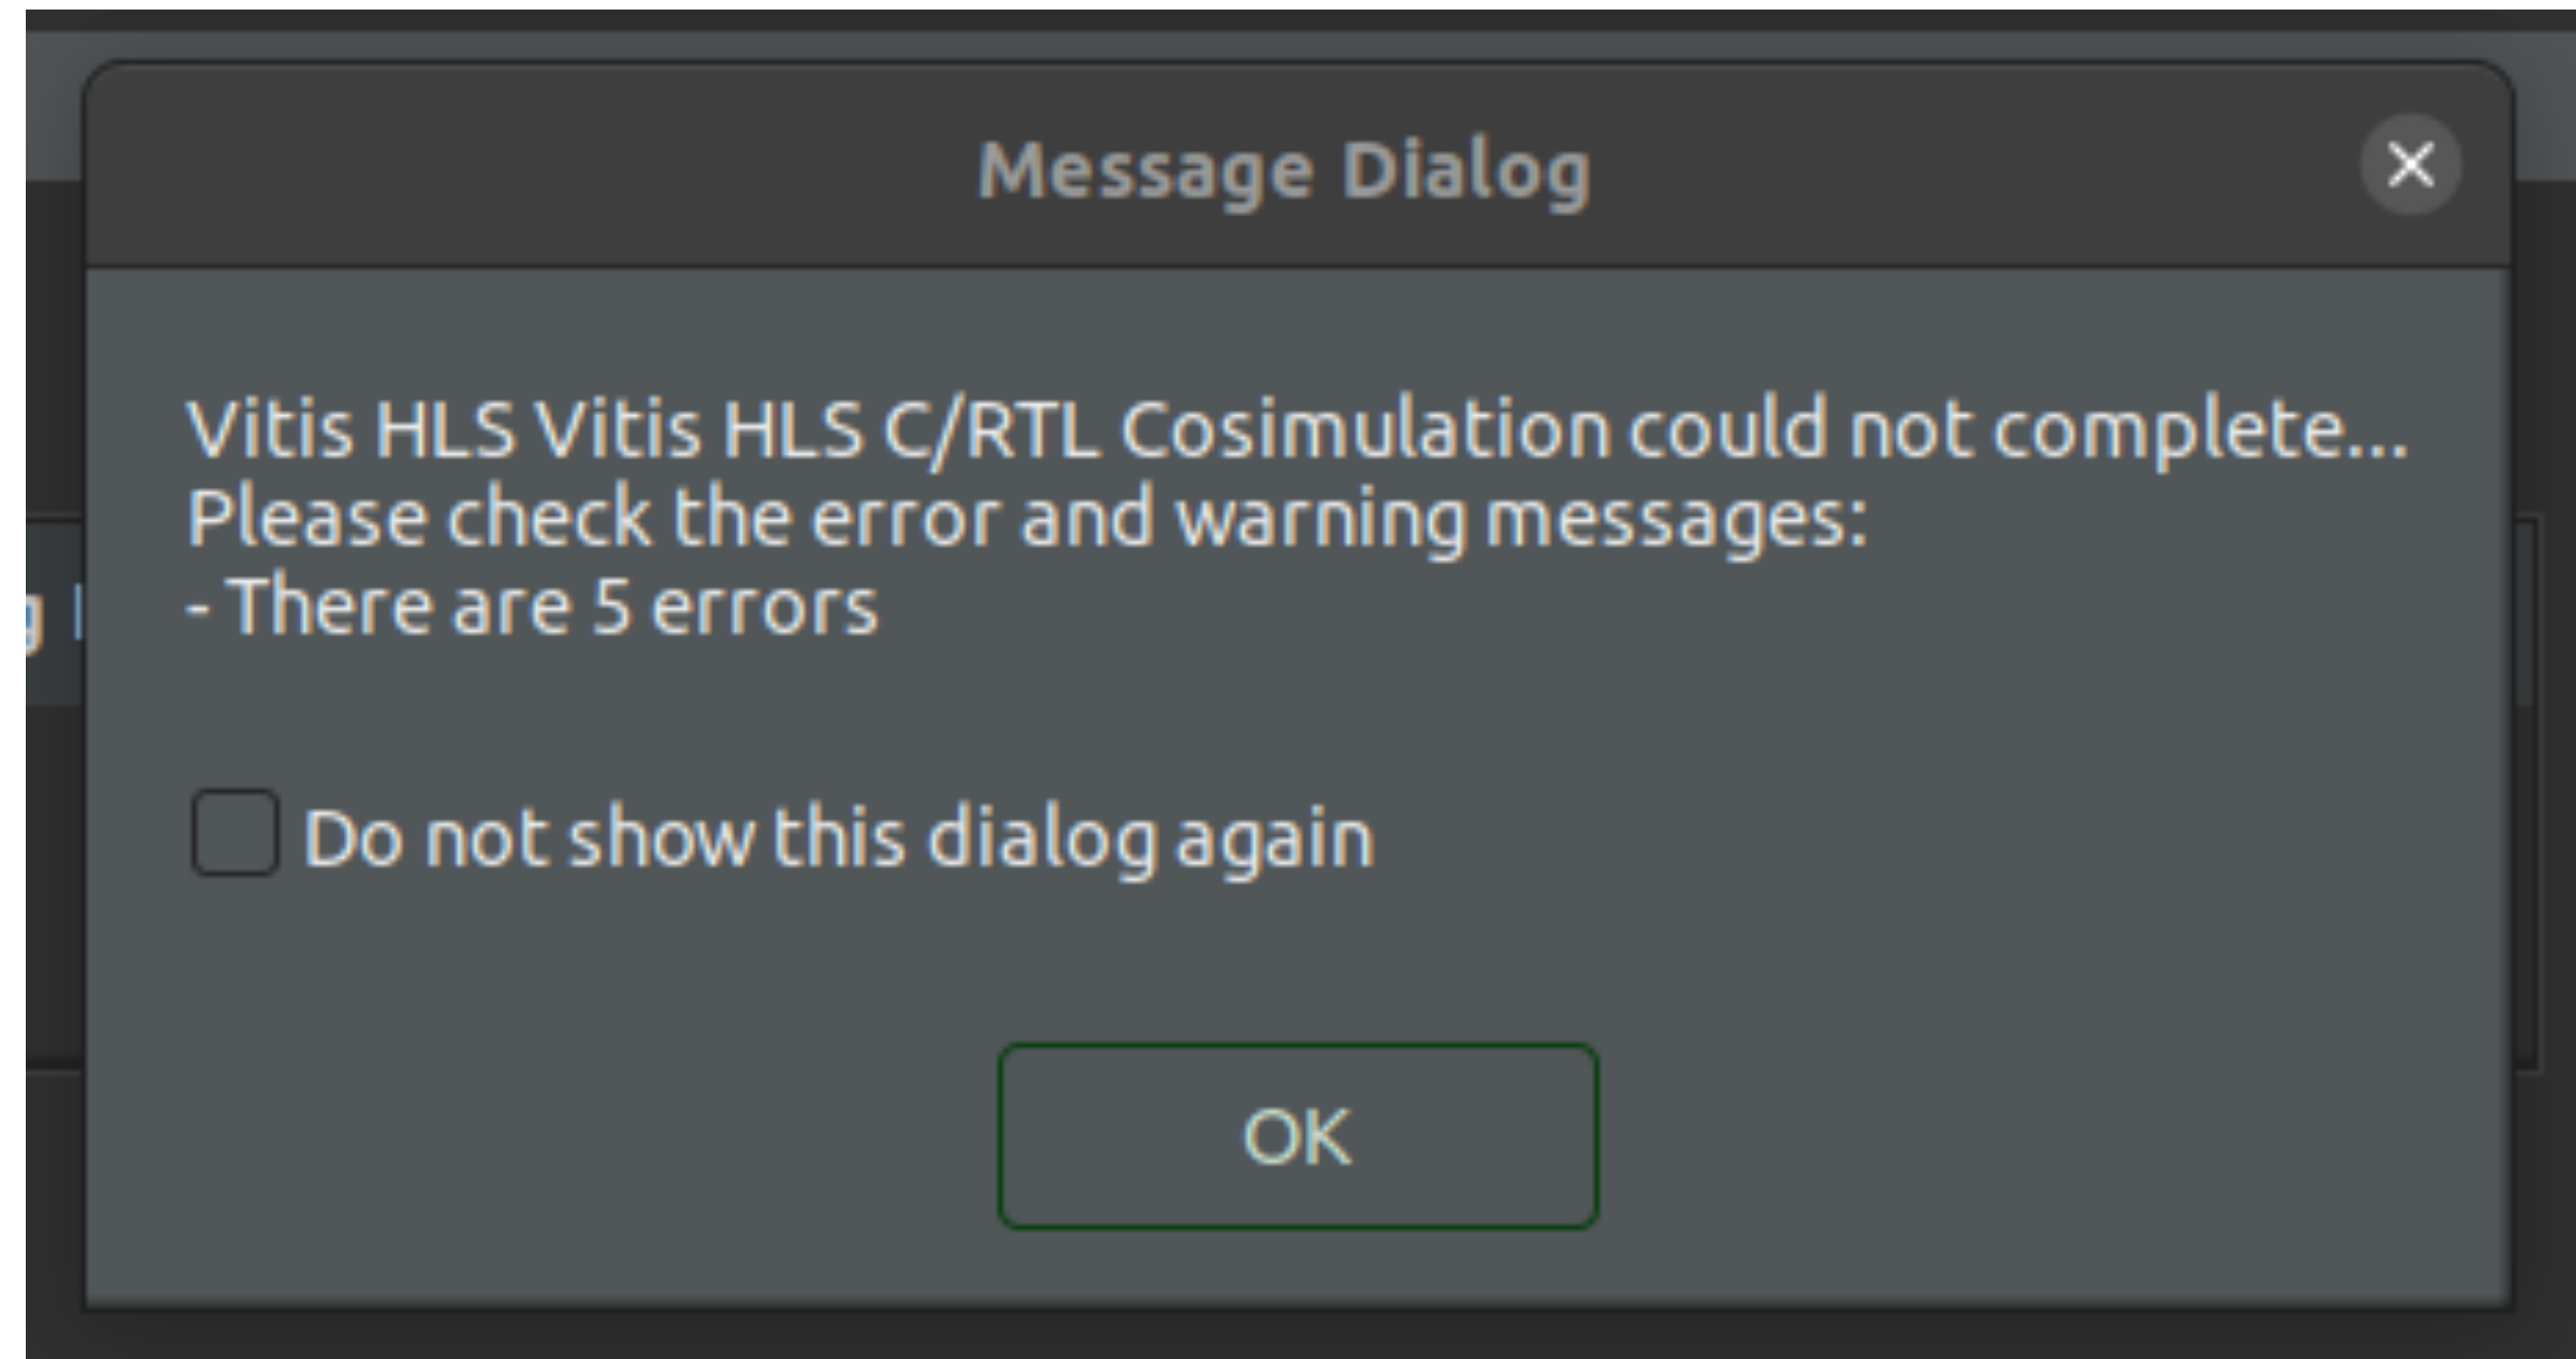 Message Dialog
Vitis HLS Vitis HLS C/RTL Cosimulation could not complete...
Please check the error and warning messages:
- There are 5 errors
Do not show this dialog again
OK